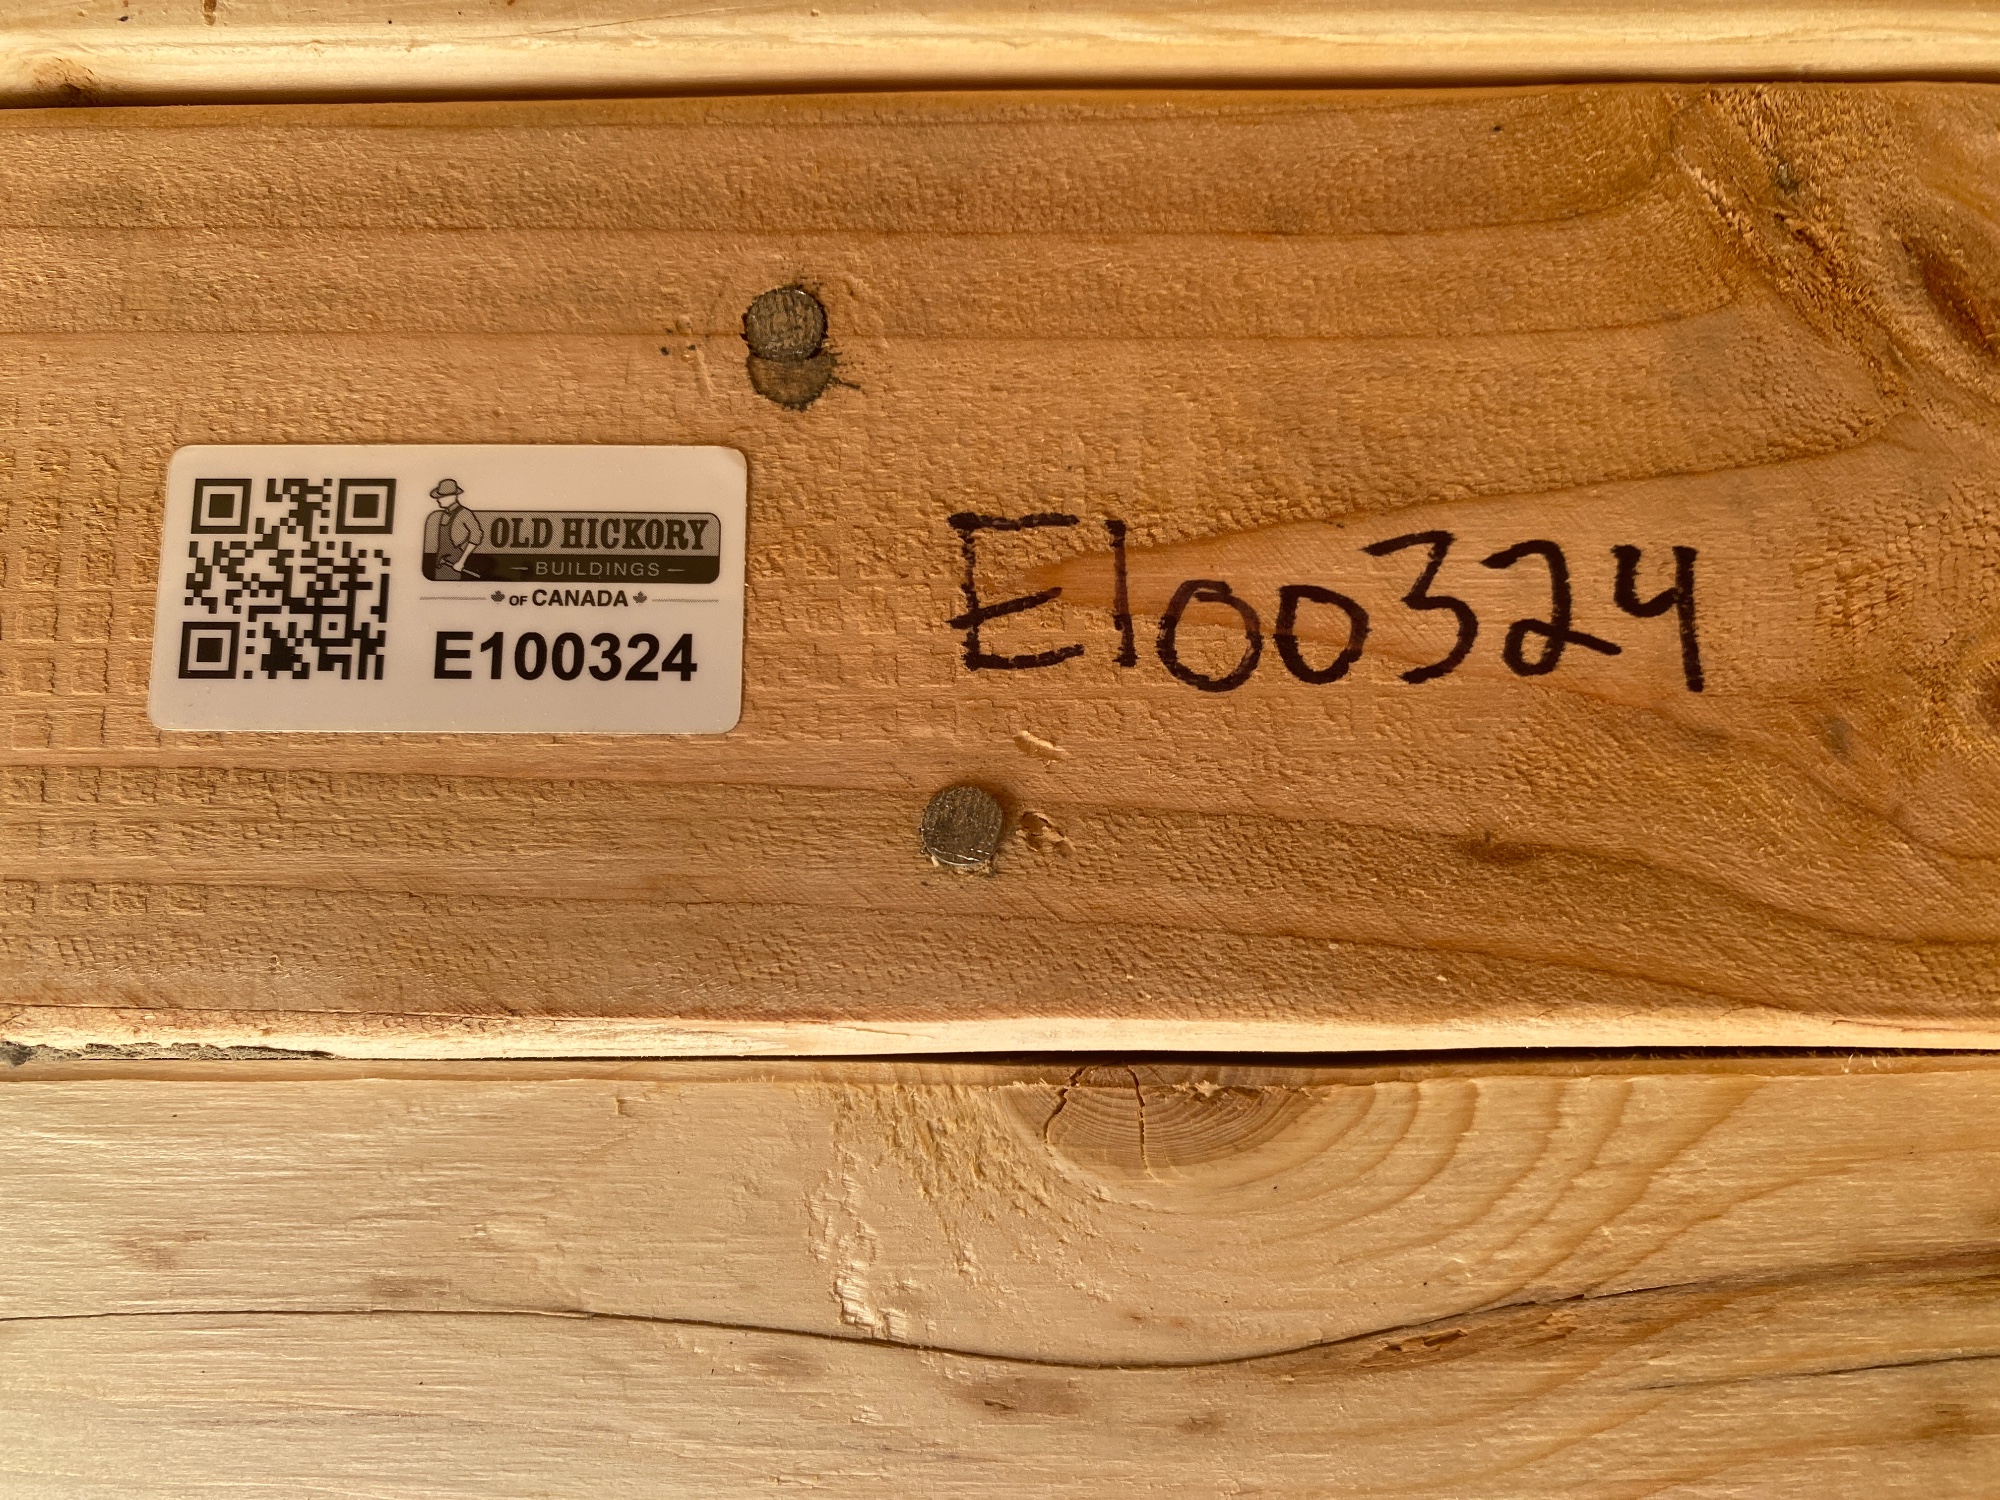 OLD HICKORY
BUILDINGS
OF CANADA
E100324
E100324